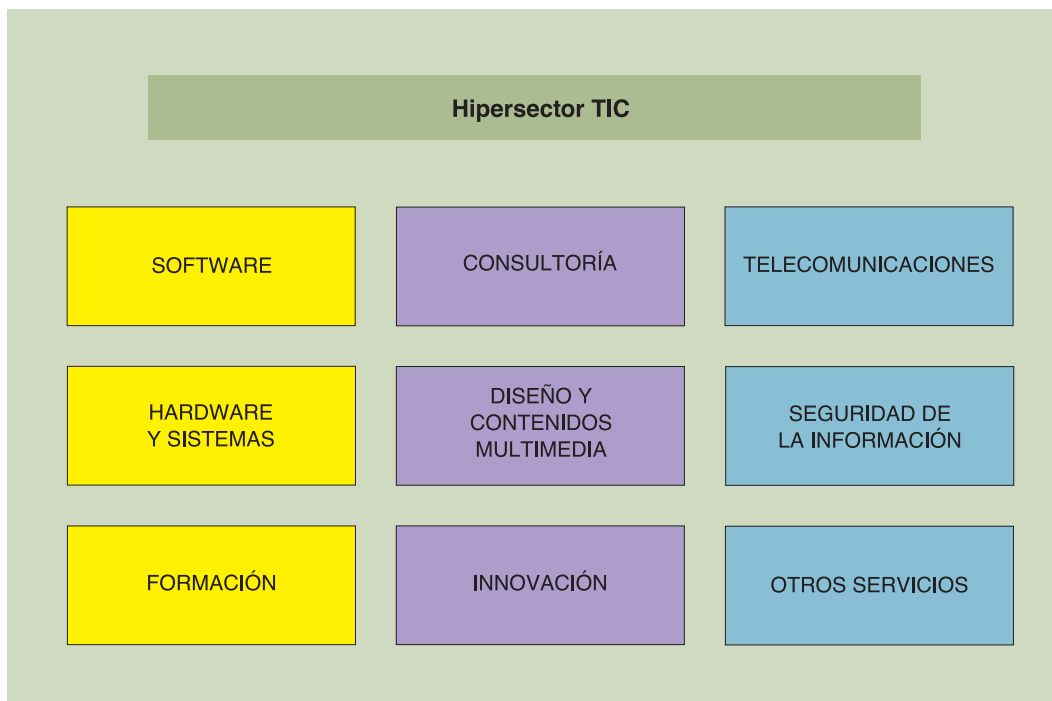 Hipersector TIC
SOFTWARE
CONSULTORÍA
TELECOMUNICACIONES
HARDWARE
Y SISTEMAS
DISEÑO Y
CONTENIDOS
MULTIMEDIA
SEGURIDAD DE
LA INFORMACIÓN
FORMACIÓN
INNOVACIÓN
OTROS SERVICIOS